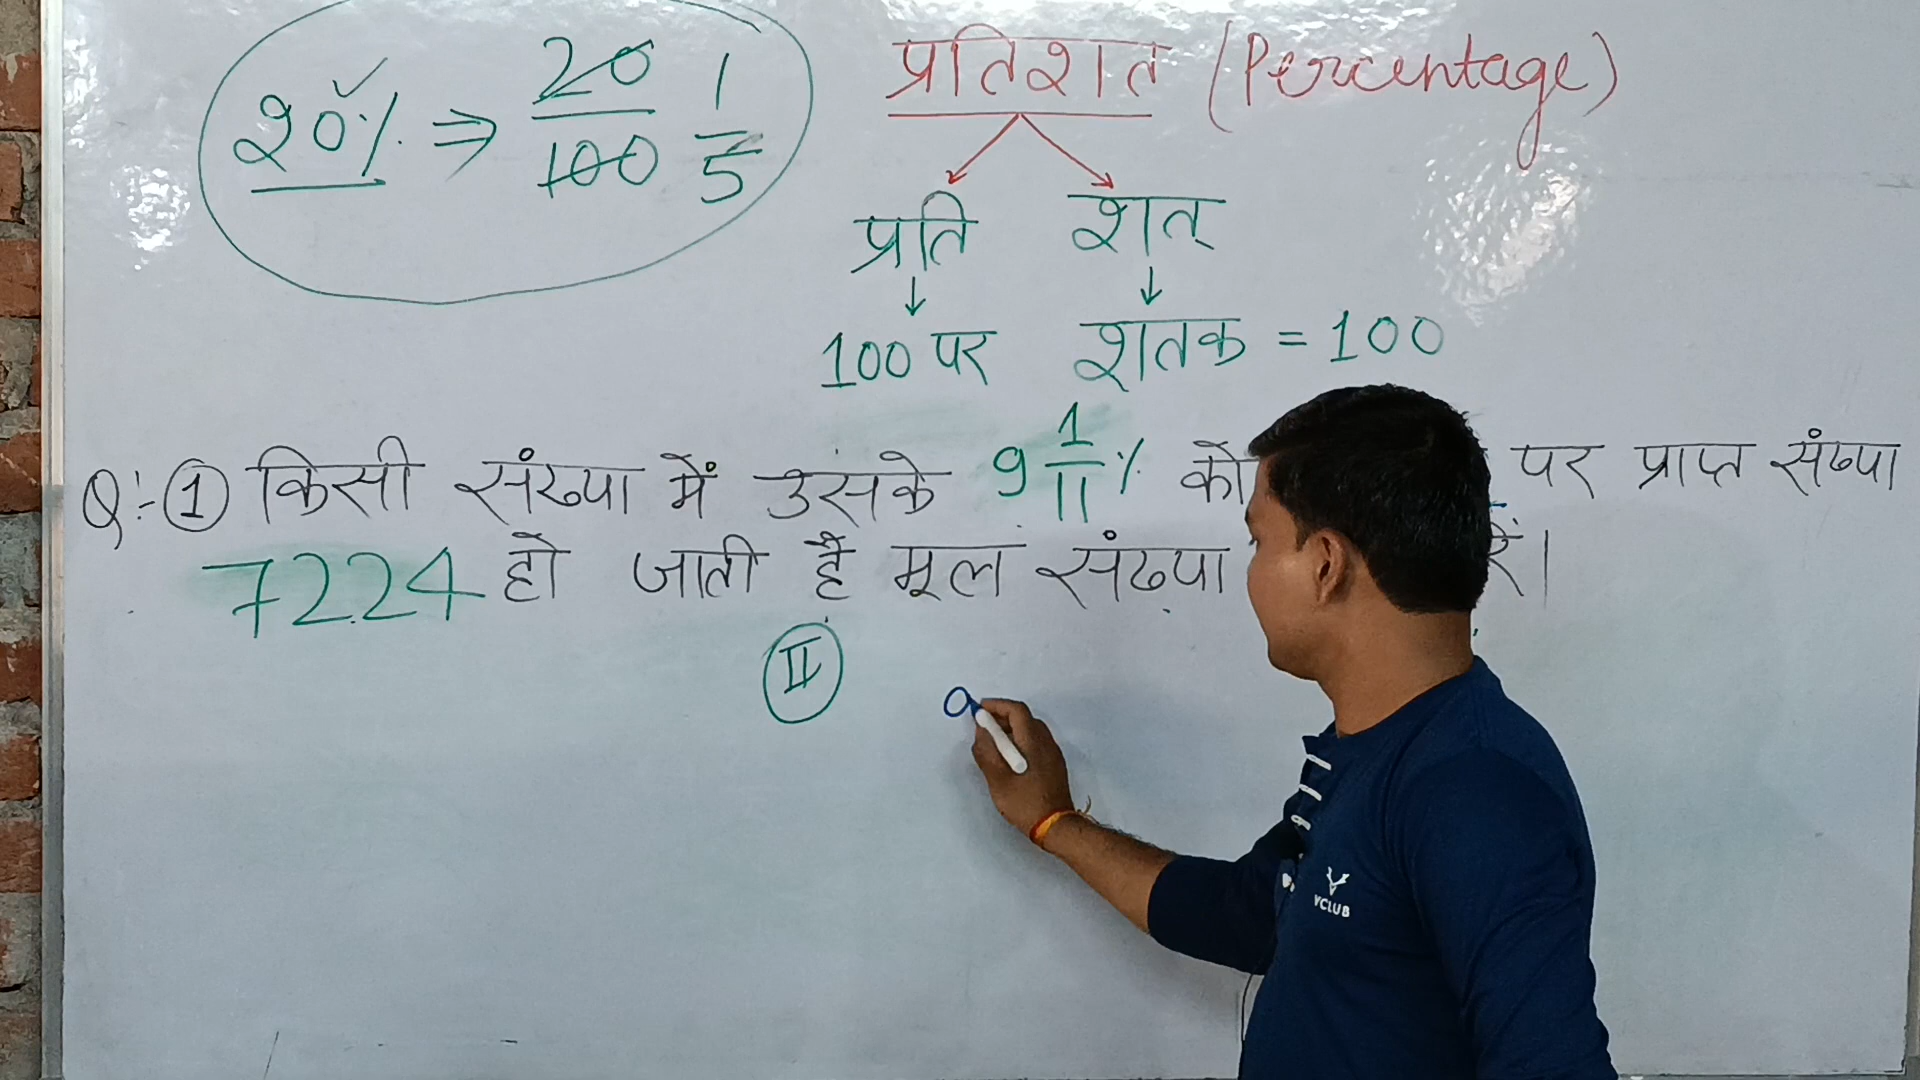 20% ⇒ 20/100 1/5
प्रतिशत (Percentage)
प्रति शत्
100 पर शतक = 100
Q:-① किसी संख्या में उसके 9 1/11 % को पर प्राप्त संख्या
7224 हो जाती है मूल संख्या रें।
II
VCLUB